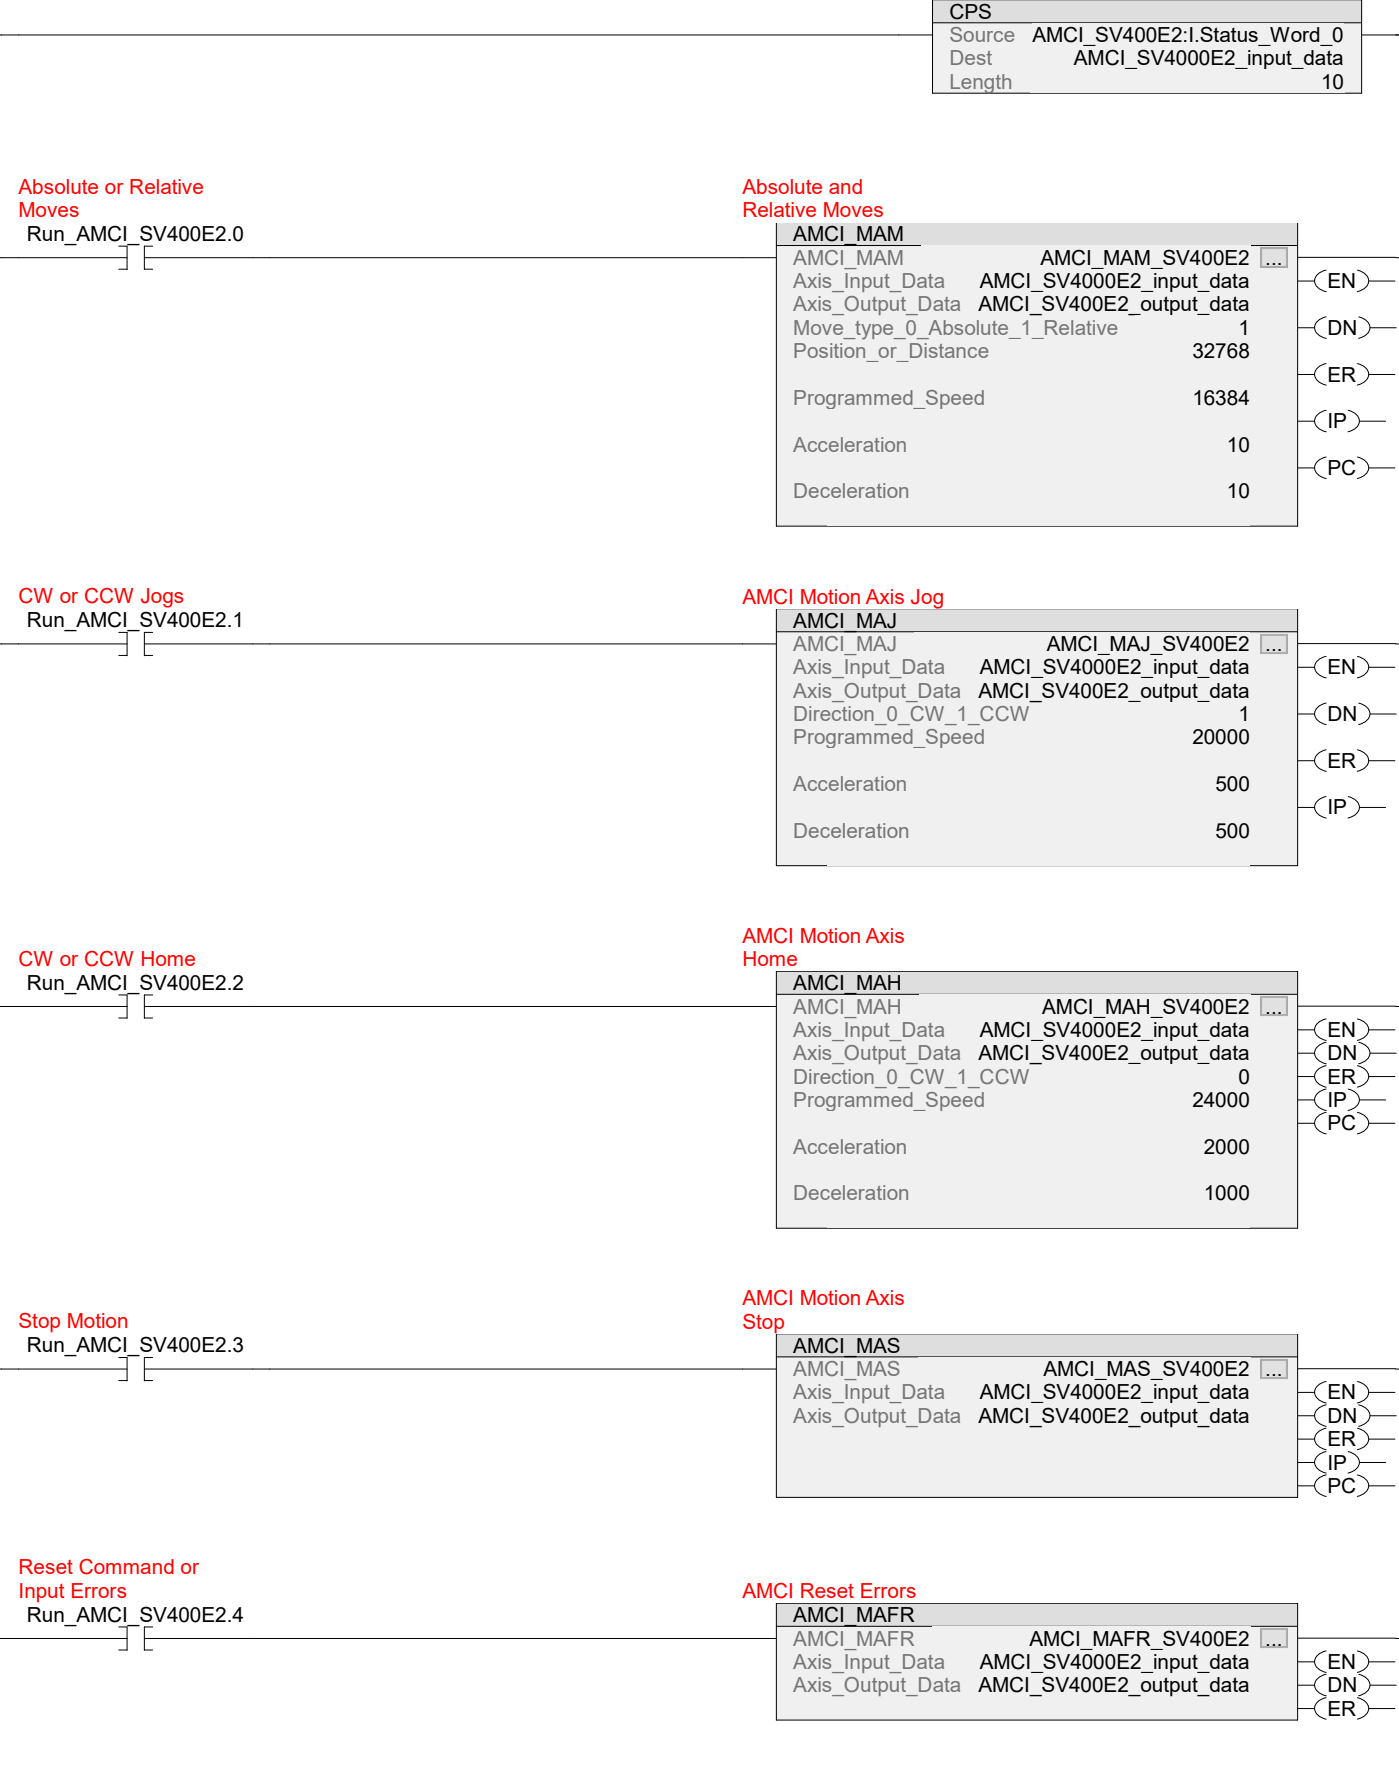 CPS
Source AMCI_SV400E2:I.Status_Word_0
Dest AMCI_SV4000E2_input_data
Length 10
Absolute or Relative
Moves
Run_AMCI_SV400E2.0
Absolute and
Relative Moves
AMCI_MAM
AMCI_MAM AMCI_MAM_SV400E2 ...
Axis_Input_Data AMCI_SV4000E2_input_data
Axis_Output_Data AMCI_SV400E2_output_data
Move_type_0_Absolute_1_Relative 1
Position_or_Distance 32768
Programmed_Speed 16384
Acceleration 10
Deceleration 10
EN
DN
ER
IP
PC
CW or CCW Jogs
Run_AMCI_SV400E2.1
AMCI Motion Axis Jog
AMCI_MAJ
AMCI_MAJ AMCI_MAJ_SV400E2 ...
Axis_Input_Data AMCI_SV4000E2_input_data
Axis_Output_Data AMCI_SV400E2_output_data
Direction_0_CW_1_CCW 1
Programmed_Speed 20000
Acceleration 500
Deceleration 500
EN
DN
ER
IP
CW or CCW Home
Run_AMCI_SV400E2.2
AMCI Motion Axis
Home
AMCI_MAH
AMCI_MAH AMCI_MAH_SV400E2 ...
Axis_Input_Data AMCI_SV4000E2_input_data
Axis_Output_Data AMCI_SV400E2_output_data
Direction_0_CW_1_CCW 0
Programmed_Speed 24000
Acceleration 2000
Deceleration 1000
EN
DN
ER
IP
PC
Stop Motion
Run_AMCI_SV400E2.3
AMCI Motion Axis
Stop
AMCI_MAS
AMCI_MAS AMCI_MAS_SV400E2 ...
Axis_Input_Data AMCI_SV4000E2_input_data
Axis_Output_Data AMCI_SV400E2_output_data
EN
DN
ER
IP
PC
Reset Command or
Input Errors
Run_AMCI_SV400E2.4
AMCI Reset Errors
AMCI_MAFR
AMCI_MAFR AMCI_MAFR_SV400E2 ...
Axis_Input_Data AMCI_SV4000E2_input_data
Axis_Output_Data AMCI_SV400E2_output_data
EN
DN
ER